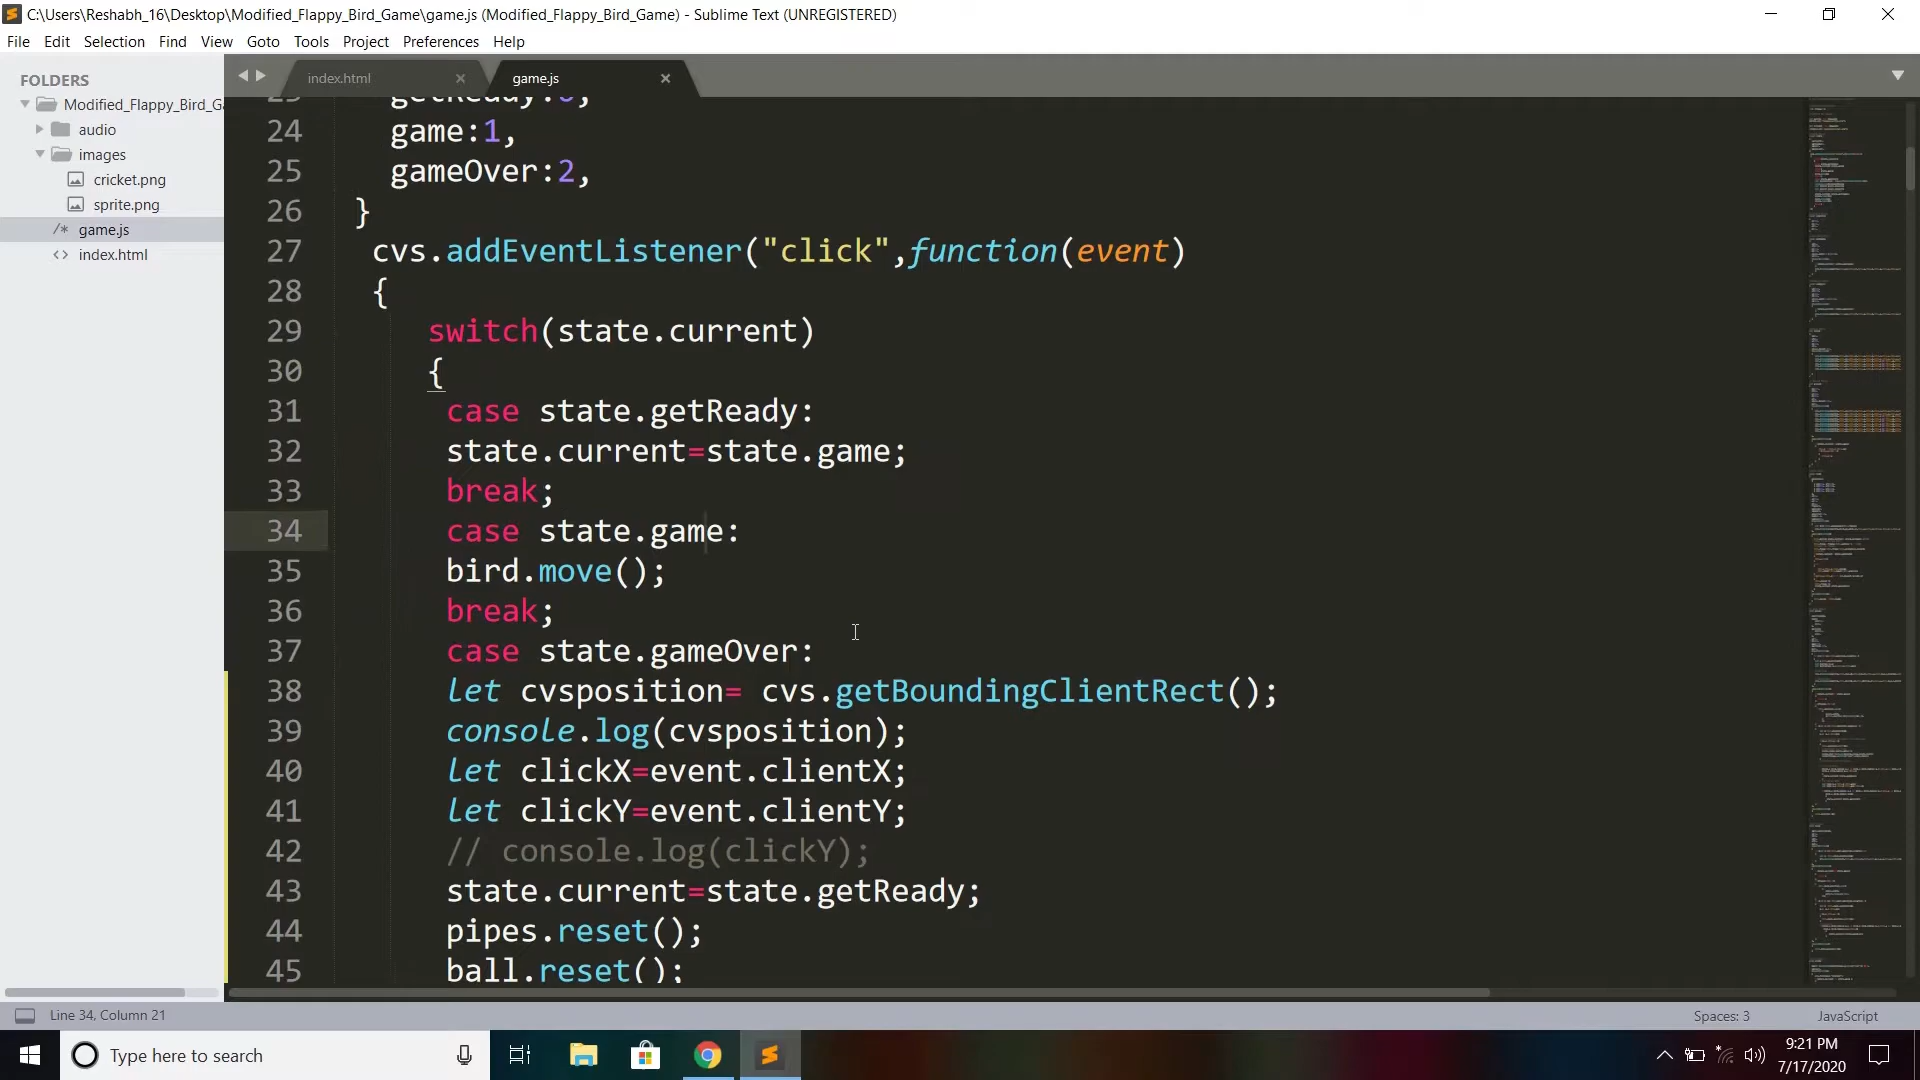 C:\Users\Reshabh_16\Desktop\Modified_Flappy_Bird_Game\game.js (Modified_Flappy_Bird_Game) - Sublime Text (UNREGISTERED)
File Edit Selection Find View Goto Tools Project Preferences Help
FOLDERS
Modified_Flappy_Bird_Ga
audio
images
cricket.png
sprite.png
/* game.js
<> index.html
index.html
game.js
23 getReady:0,
24 game:1,
25 gameOver:2,
26 }
27 cvs.addEventListener("click",function(event)
28 {
29 switch(state.current)
30 {
31 case state.getReady:
32 state.current=state.game;
33 break;
34 case state.game:
35 bird.move();
36 break;
37 case state.gameOver:
38 let cvsposition= cvs.getBoundingClientRect();
39 console.log(cvsposition);
40 let clickX=event.clientX;
41 let clickY=event.clientY;
42 // console.log(clickY);
43 state.current=state.getReady;
44 pipes.reset();
45 ball.reset();
Line 34, Column 21
Spaces: 3
JavaScript
Type here to search
9:21 PM
7/17/2020